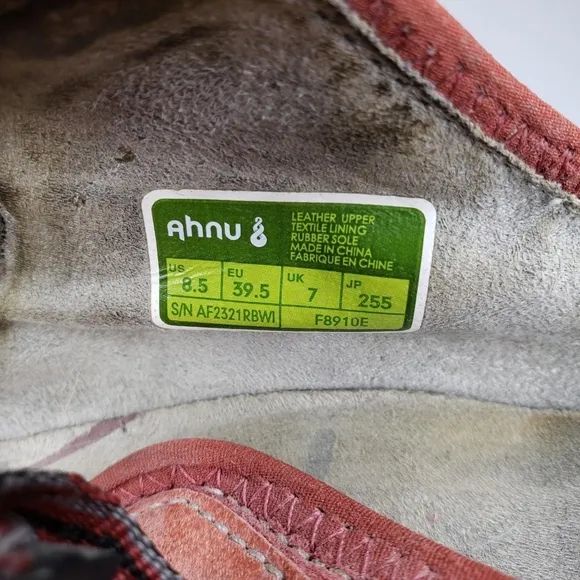 Ahnu
LEATHER UPPER
TEXTILE LINING
RUBBER SOLE
MADE IN CHINA
FABRIQUE EN CHINE
US EU UK JP
8.5 39.5 7 255
S/N AF2321RBWI F8910E